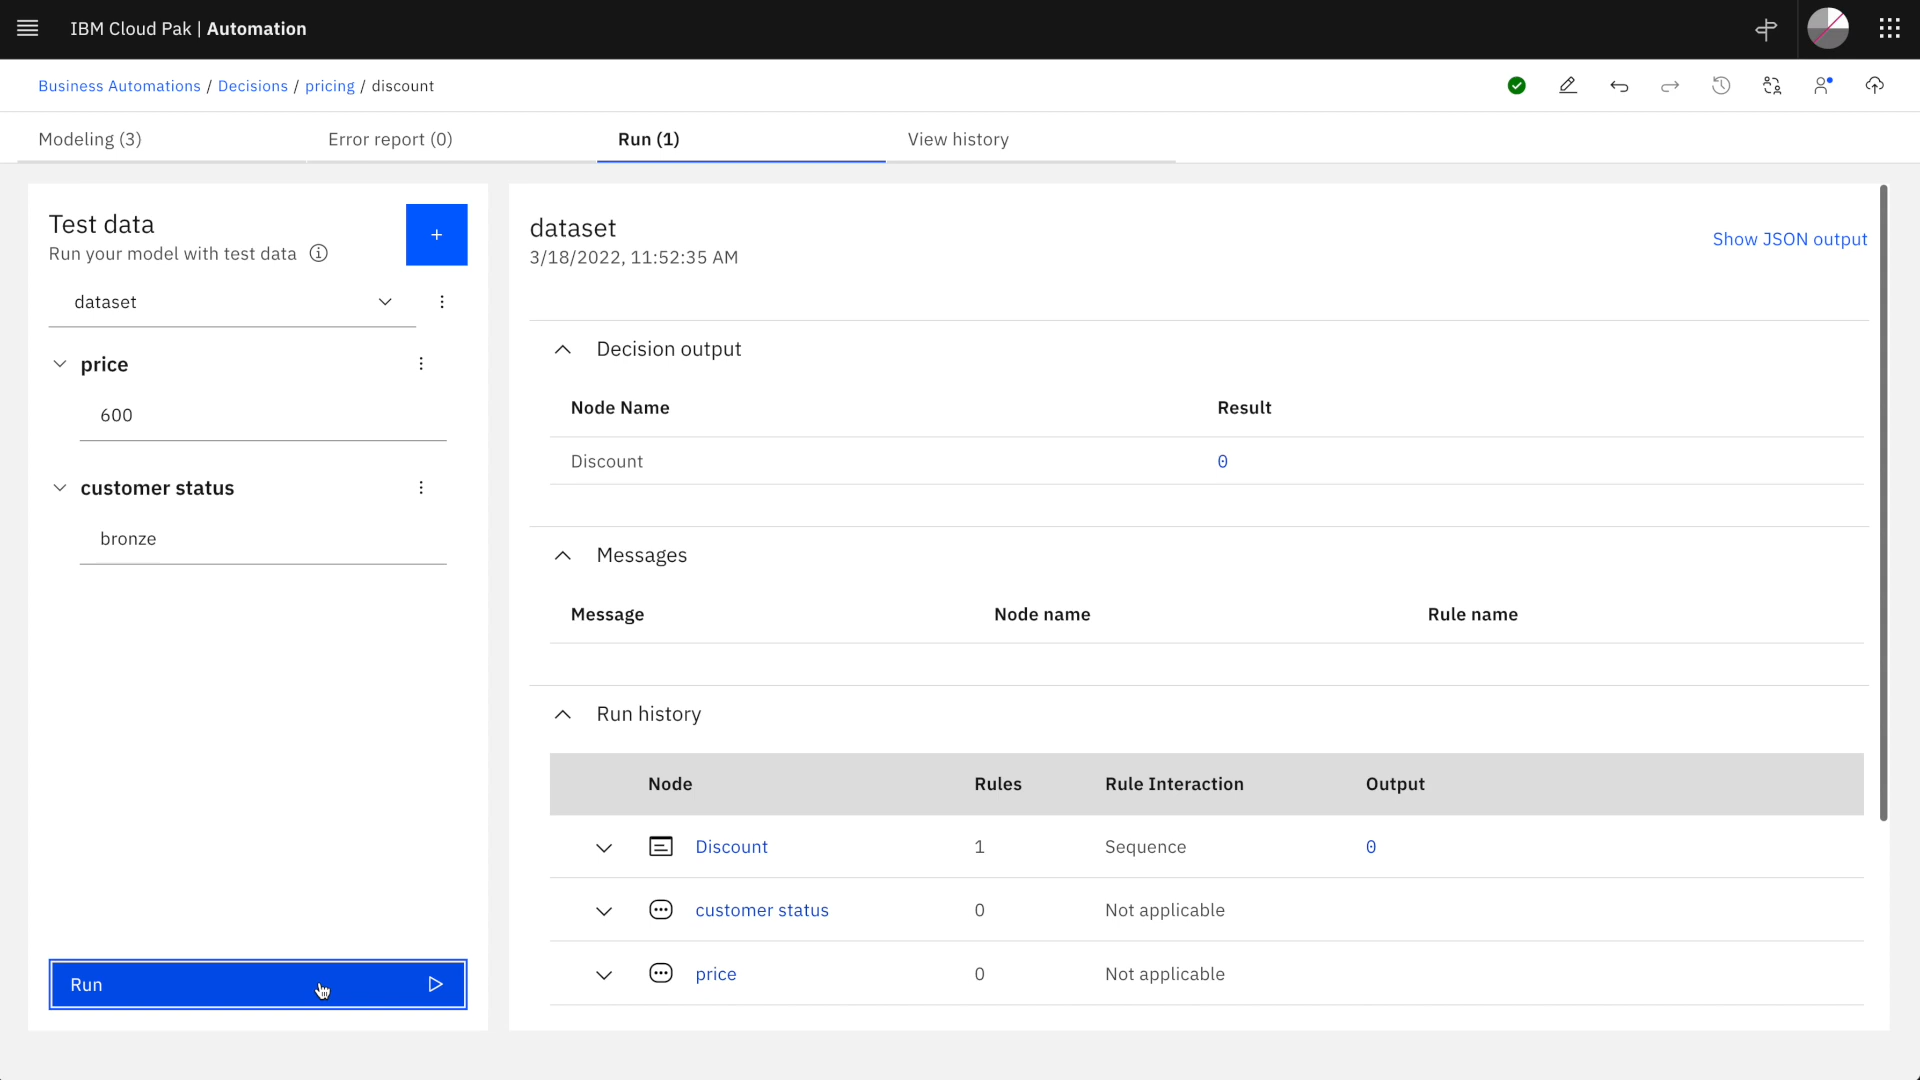 IBM Cloud Pak | Automation
Business Automations / Decisions / pricing / discount
Modeling (3)
Error report (0)
Run (1)
View history
Test data
Run your model with test data
+
dataset
price
600
customer status
bronze
Run
dataset
3/18/2022, 11:52:35 AM
Show JSON output
Decision output
Node Name Result
Discount 0
Messages
Message Node name Rule name
Run history
Node Rules Rule Interaction Output
Discount 1 Sequence 0
customer status 0 Not applicable
price 0 Not applicable